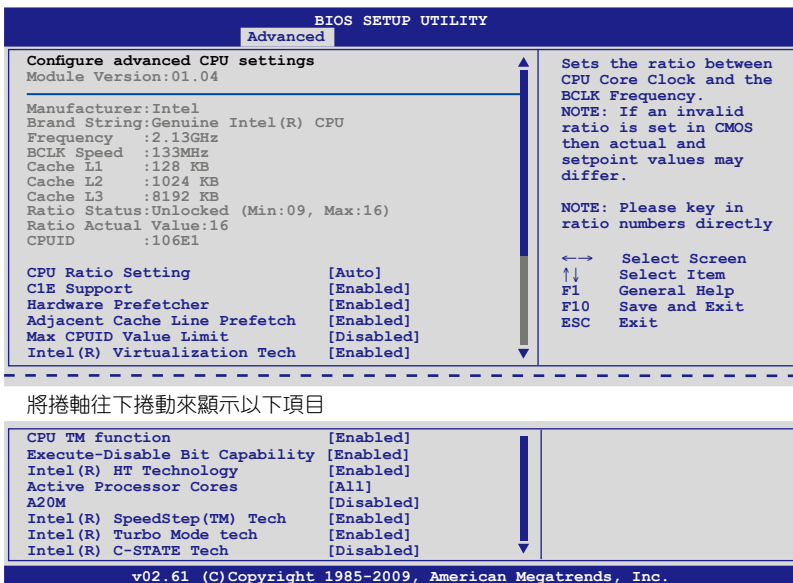 BIOS SETUP UTILITY
Advanced
Configure advanced CPU settings
Module Version:01.04
Manufacturer:Intel
Brand String:Genuine Intel(R) CPU
Frequency :2.13GHz
BCLK Speed :133MHz
Cache L1 :128 KB
Cache L2 :1024 KB
Cache L3 :8192 KB
Ratio Status:Unlocked (Min:09, Max:16)
Ratio Actual Value:16
CPUID :106E1
CPU Ratio Setting [Auto]
C1E Support [Enabled]
Hardware Prefetcher [Enabled]
Adjacent Cache Line Prefetch [Enabled]
Max CPUID Value Limit [Disabled]
Intel(R) Virtualization Tech [Enabled]
Sets the ratio between
CPU Core Clock and the
BCLK Frequency.
NOTE: If an invalid
ratio is set in CMOS
then actual and
setpoint values may
differ.
NOTE: Please key in
ratio numbers directly
←→ Select Screen
↑↓ Select Item
F1 General Help
F10 Save and Exit
ESC Exit
將捲軸往下捲動來顯示以下項目
CPU TM function [Enabled]
Execute-Disable Bit Capability [Enabled]
Intel(R) HT Technology [Enabled]
Active Processor Cores [All]
A20M [Disabled]
Intel(R) SpeedStep(TM) Tech [Enabled]
Intel(R) Turbo Mode tech [Enabled]
Intel(R) C-STATE Tech [Disabled]
v02.61 (C)Copyright 1985-2009, American Megatrends, Inc.